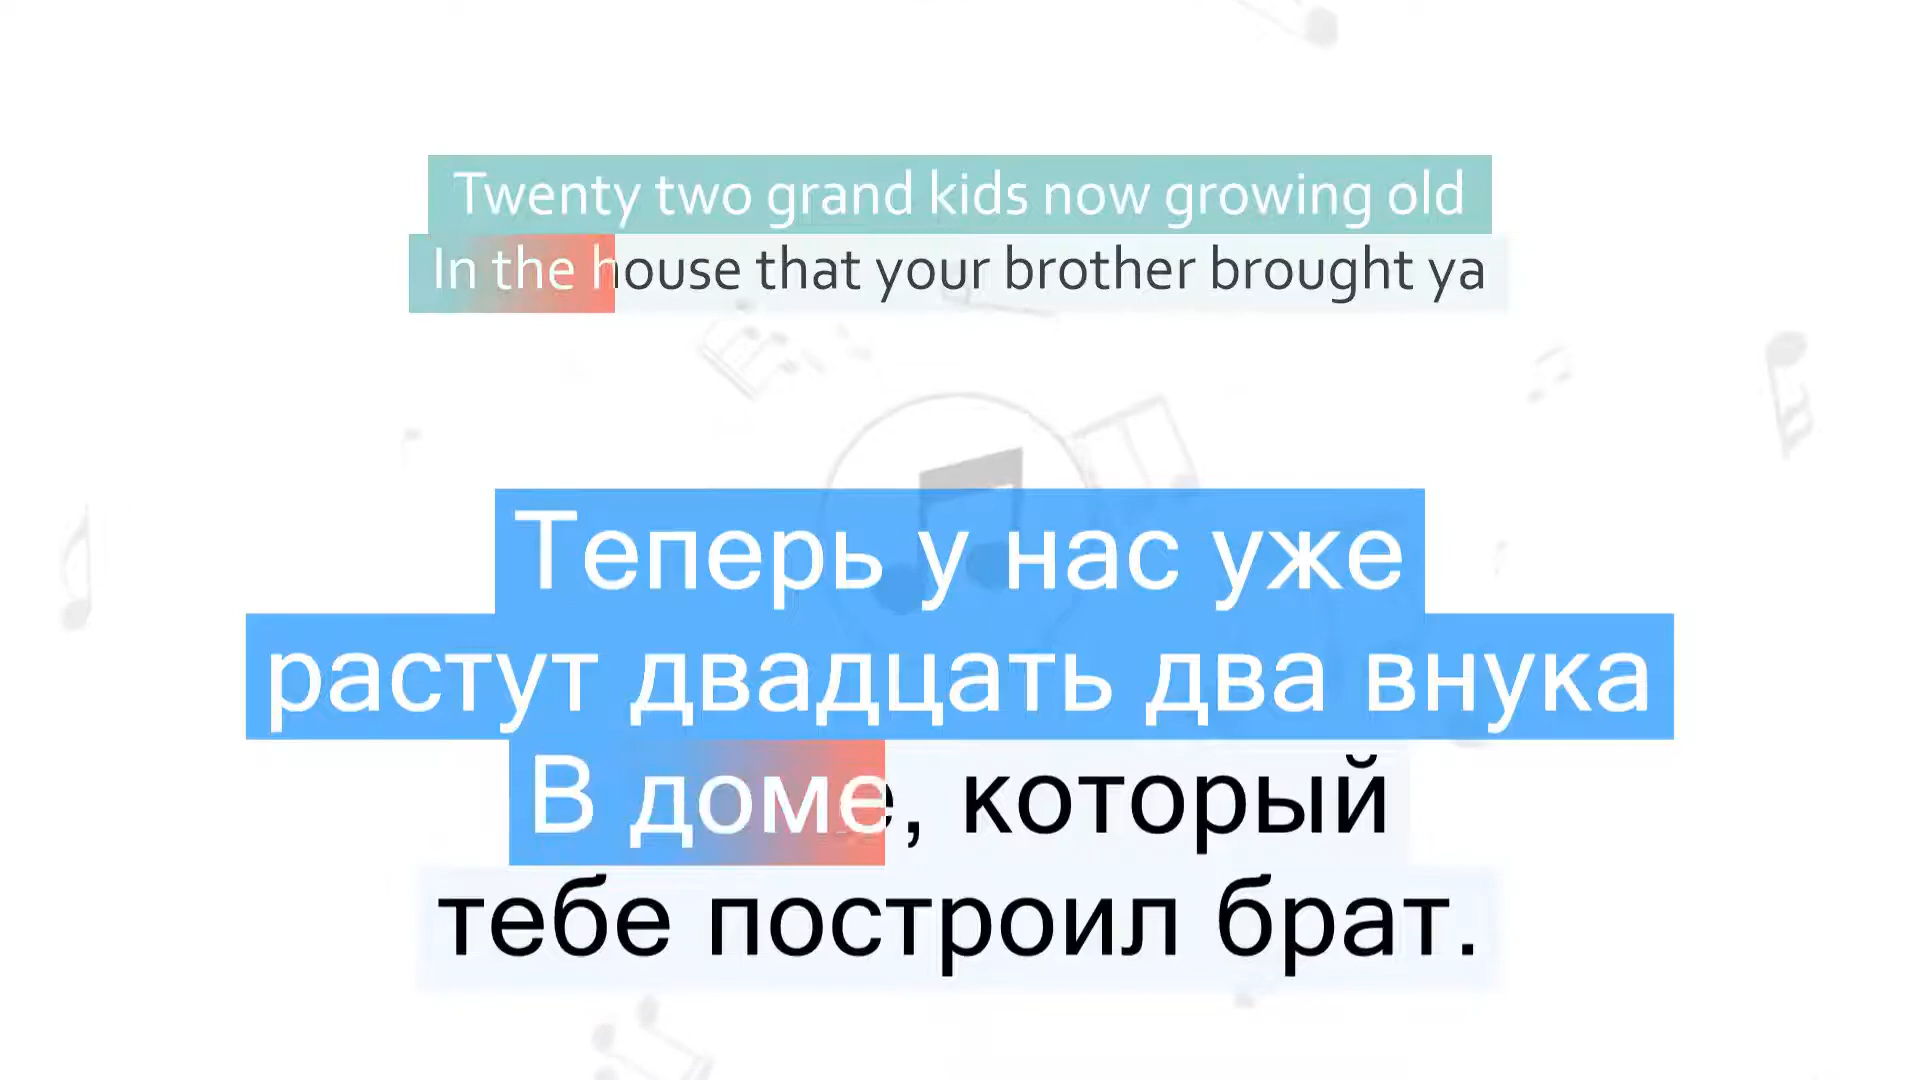 Twenty two grand kids now growing old
In the house that your brother brought ya
Теперь у нас уже
растут двадцать два внука
В доме, который
тебе построил брат.